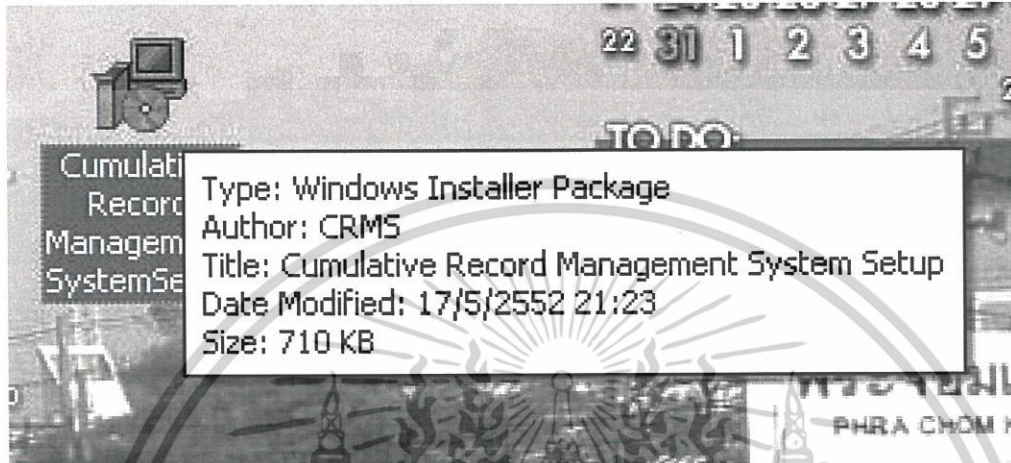 22 31 1 2 3 4 5
TO DO:
Cumulati
Record
Managem
SystemSe
Type: Windows Installer Package
Author: CRMS
Title: Cumulative Record Management System Setup
Date Modified: 17/5/2552 21:23
Size: 710 KB
PHRA CHOM